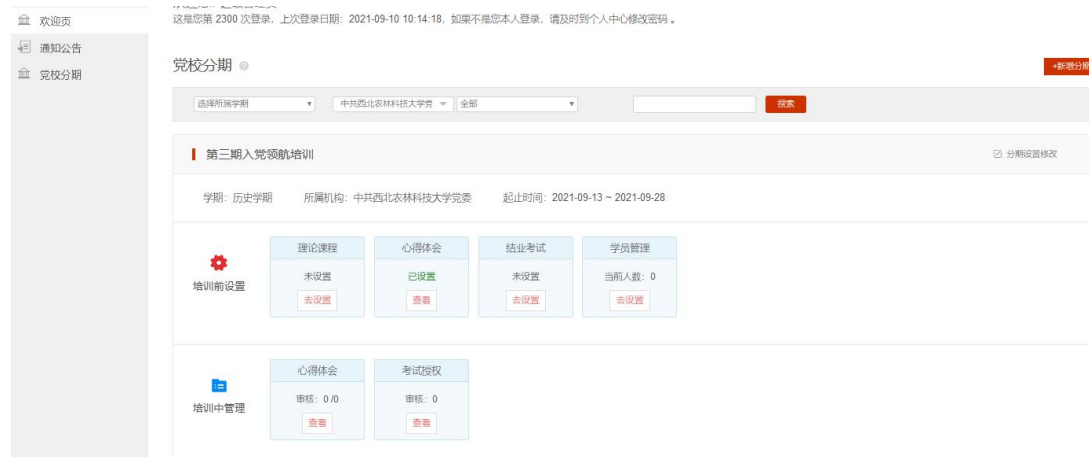 欢迎页
通知公告
党校分期
这是您第 2300 次登录，上次登录日期：2021-09-10 10:14:18，如果不是您本人登录，请及时到个人中心修改密码。
党校分期
+新增分期
选择所属学期 中共西北农林科技大学党 全部 搜索
第三期入党领航培训 分期设置修改
学期：历史学期 所属机构：中共西北农林科技大学党委 起止时间：2021-09-13 ~ 2021-09-28
培训前设置
理论课程 心得体会 结业考试 学员管理
未设置 已设置 未设置 当前人数：0
去设置 查看 去设置 去设置
培训中管理
心得体会 考试授权
审核：0 /0 审核：0
查看 查看